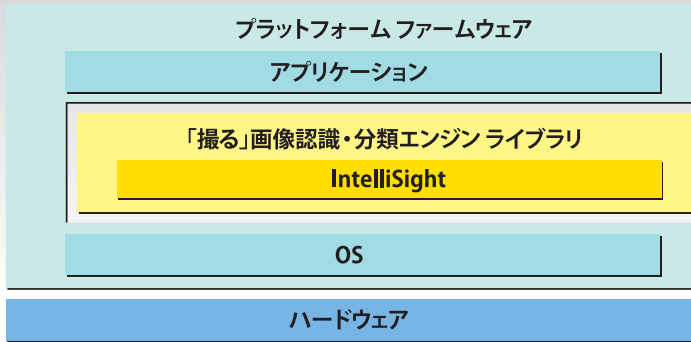 プラットフォーム ファームウェア
アプリケーション
「撮る」画像認識・分類エンジン ライブラリ
IntelliSight
OS
ハードウェア